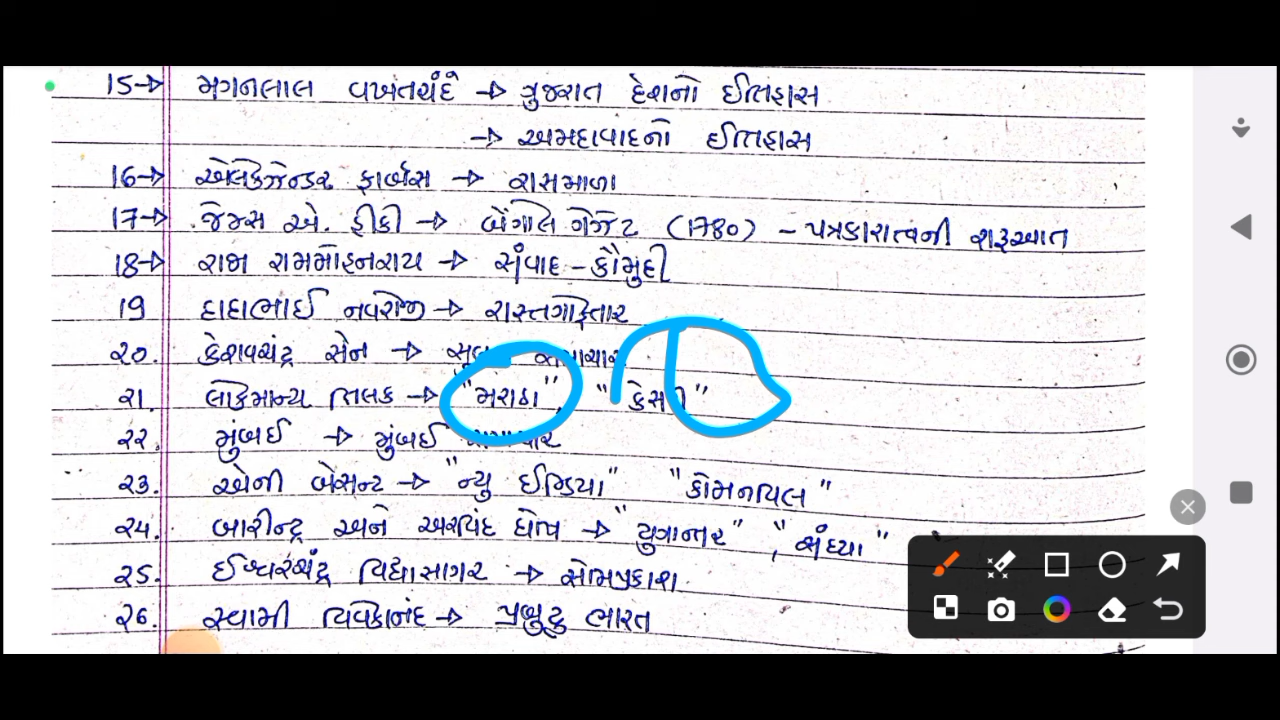 15→ મગનલાલ વખતચંદ → ગુજરાત દેશનો ઈતિહાસ
→ અમદાવાદનો ઈતિહાસ
16→ એલેકઝેન્ડર ફાર્બસ → રાસમાળા
17→ જેમ્સ એ. હીકી → બેંગાલ ગેઝેટ (1780) - પત્રકારત્વની શરૂઆત
18→ રાજા રામમોહનરાય → સંવાદ - કૌમુદી
19 દાદાભાઈ નવરોજી → રાસ્તગોફ્તાર
૨૦. કેશવચંદ્ર સેન →
૨૧. લોકમાન્ય તિલક → "મરાઠા", "કેસરી"
૨૨. મુંબઈ → મુંબઈ સમાચાર
૨૩. એની બેસન્ટ → "ન્યુ ઈન્ડિયા" "કોમનવિલ"
૨૪. બારીન્દ્ર અને અરવિંદ ઘોષ → "યુગાન્તર", "સંધ્યા"
૨૫. ઈશ્વરચંદ્ર વિદ્યાસાગર → સોમપ્રકાશ
૨૬. સ્વામી વિવેકાનંદ → પ્રબુદ્ધ ભારત